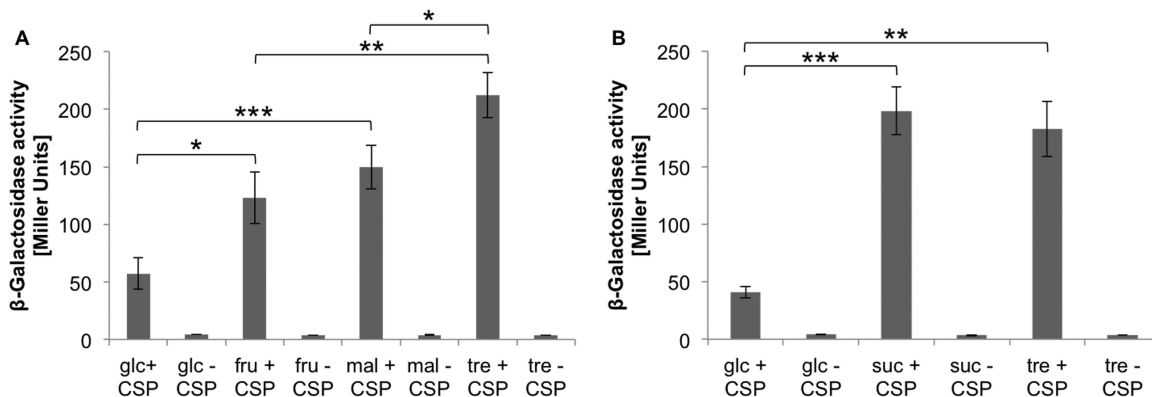 A
β-Galactosidase activity
[Miller Units]
250
200
150
100
50
0
*
**
***
*
glc+ CSP
glc - CSP
fru + CSP
fru - CSP
mal + CSP
mal - CSP
tre + CSP
tre - CSP
B
β-Galactosidase activity
[Miller Units]
250
200
150
100
50
0
**
***
glc + CSP
glc - CSP
suc + CSP
suc - CSP
tre + CSP
tre - CSP